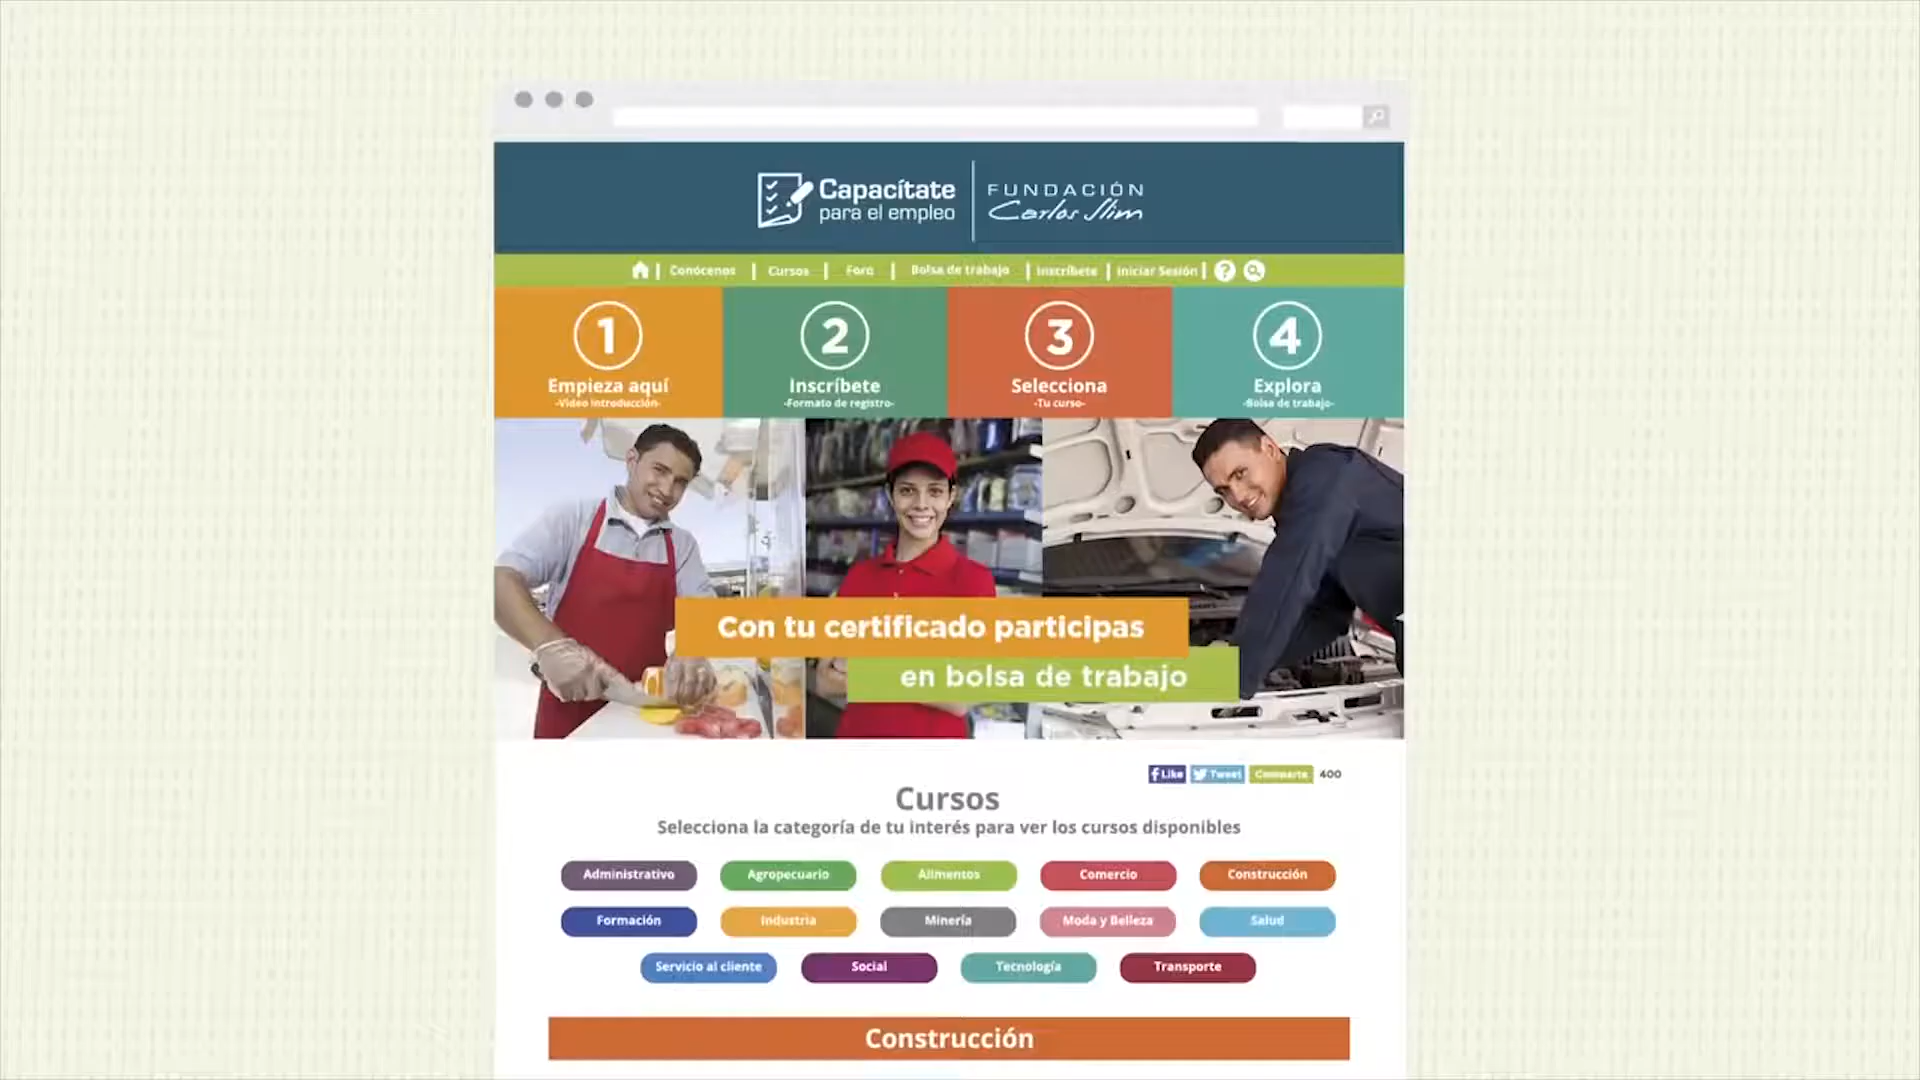 Capacítate
para el empleo
FUNDACIÓN
Carlos Slim
Conócenos | Cursos | Foro | Bolsa de trabajo | Inscríbete | Iniciar Sesión | ?
1
Empieza aquí
-Video introducción-
2
Inscríbete
-Formato de registro-
3
Selecciona
-Tu curso-
4
Explora
-Bolsa de trabajo-
Con tu certificado participas
en bolsa de trabajo
Like Tweet Comparte 400
Cursos
Selecciona la categoría de tu interés para ver los cursos disponibles
Administrativo Agropecuario Alimentos Comercio Construcción
Formación Industria Minería Moda y Belleza Salud
Servicio al cliente Social Tecnología Transporte
Construcción